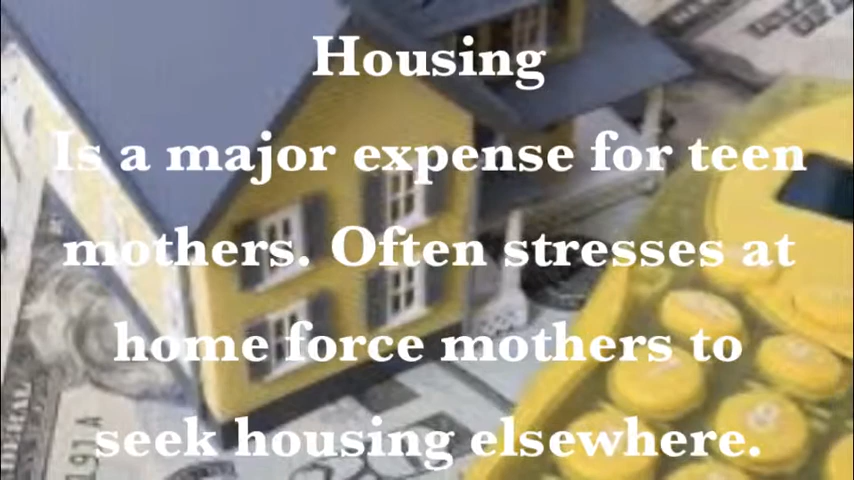 Housing
Is a major expense for teen
mothers. Often stresses at
home force mothers to
seek housing elsewhere.